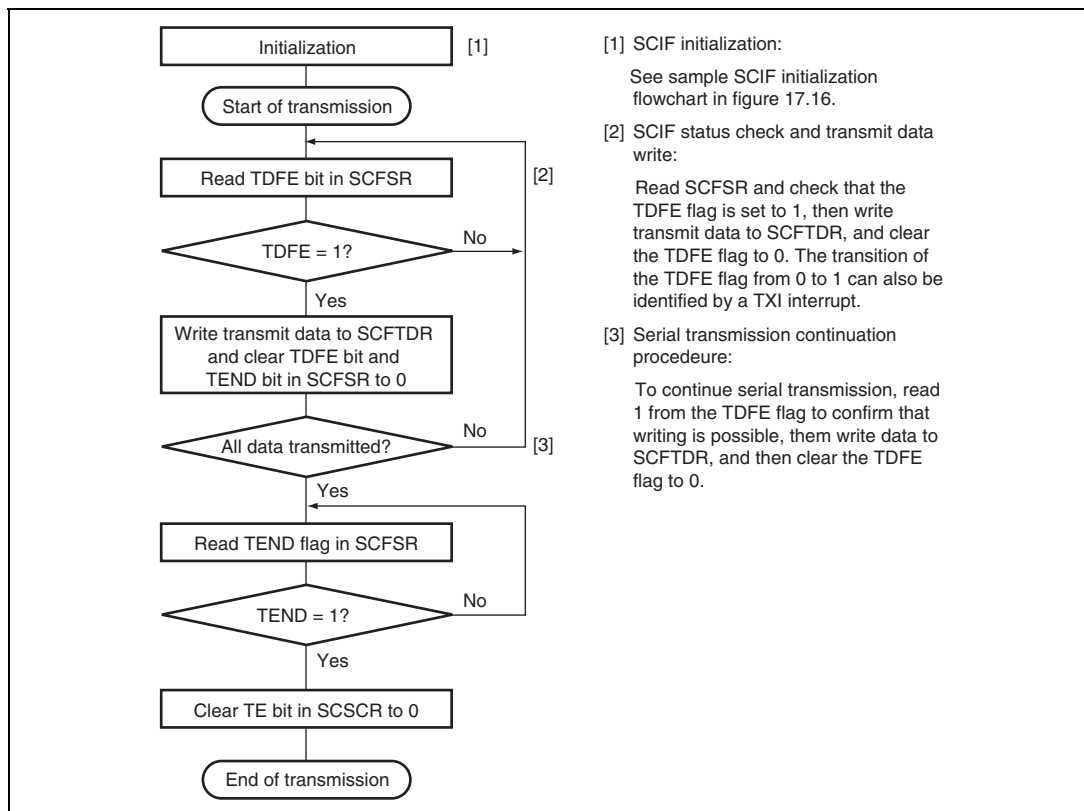 Initialization
[1]
Start of transmission
Read TDFE bit in SCFSR
[2]
TDFE = 1?
No
Yes
Write transmit data to SCFTDR
and clear TDFE bit and
TEND bit in SCFSR to 0
All data transmitted?
No
[3]
Yes
Read TEND flag in SCFSR
TEND = 1?
No
Yes
Clear TE bit in SCSCR to 0
End of transmission
[1] SCIF initialization:
See sample SCIF initialization
flowchart in figure 17.16.
[2] SCIF status check and transmit data
write:
Read SCFSR and check that the
TDFE flag is set to 1, then write
transmit data to SCFTDR, and clear
the TDFE flag to 0. The transition of
the TDFE flag from 0 to 1 can also be
identified by a TXI interrupt.
[3] Serial transmission continuation
procedeure:
To continue serial transmission, read
1 from the TDFE flag to confirm that
writing is possible, them write data to
SCFTDR, and then clear the TDFE
flag to 0.